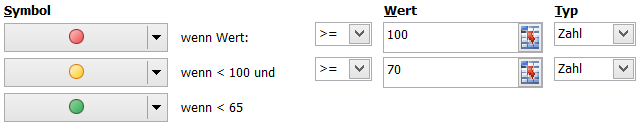 Symbol Wert Typ
wenn Wert: >= 100 Zahl
wenn < 100 und >= 70 Zahl
wenn < 65